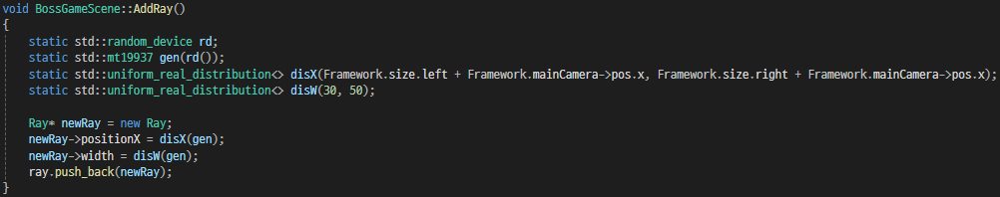 void BossGameScene::AddRay()
{
    static std::random_device rd;
    static std::mt19937 gen(rd());
    static std::uniform_real_distribution<> disX(Framework.size.left + Framework.mainCamera->pos.x, Framework.size.right + Framework.mainCamera->pos.x);
    static std::uniform_real_distribution<> disW(30, 50);

    Ray* newRay = new Ray;
    newRay->positionX = disX(gen);
    newRay->width = disW(gen);
    ray.push_back(newRay);
}